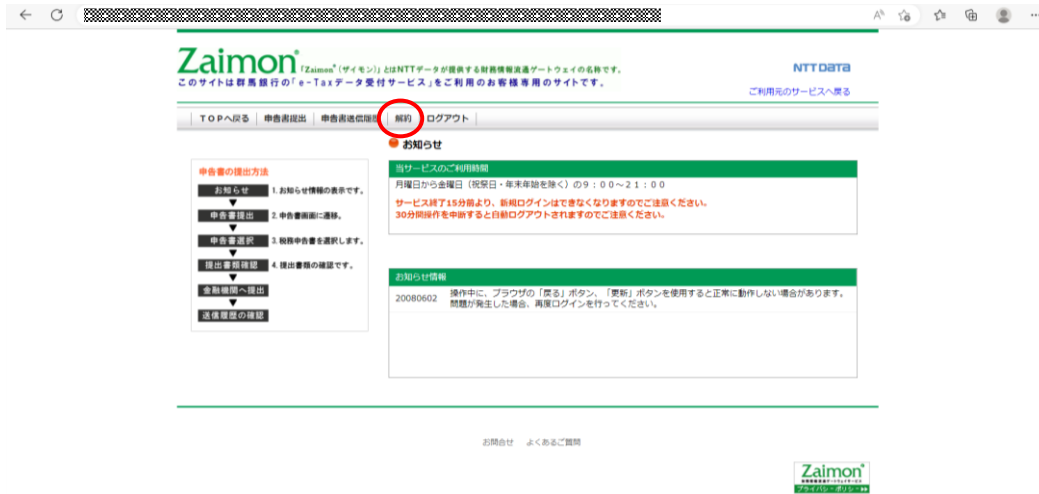 Zaimon® 「Zaimon®(ザイモン)」とはNTTデータが提供する財務情報流通ゲートウェイの名称です。
このサイトは群馬銀行の「e-Taxデータ受付サービス」をご利用のお客様専用のサイトです。
NTT DATA
ご利用元のサービスへ戻る
TOPへ戻る 申告書提出 申告書送信履歴 解約 ログアウト
お知らせ
申告書の提出方法
お知らせ 1.お知らせ情報の表示です。
申告書提出 2.申告書画面に遷移。
申告書選択 3.税務申告書を選択します。
提出書類確認 4.提出書類の確認です。
金融機関へ提出
送信履歴の確認
当サービスのご利用時間
月曜日から金曜日（祝祭日・年末年始を除く）の9：00～21：00
サービス終了15分前より、新規ログインはできなくなりますのでご注意ください。
30分間操作を中断すると自動ログアウトされますのでご注意ください。
お知らせ情報
20080602 操作中に、ブラウザの「戻る」ボタン、「更新」ボタンを使用すると正常に動作しない場合があります。
問題が発生した場合、再度ログインを行ってください。
お問合せ よくあるご質問
Zaimon®
プライバシーポリシー